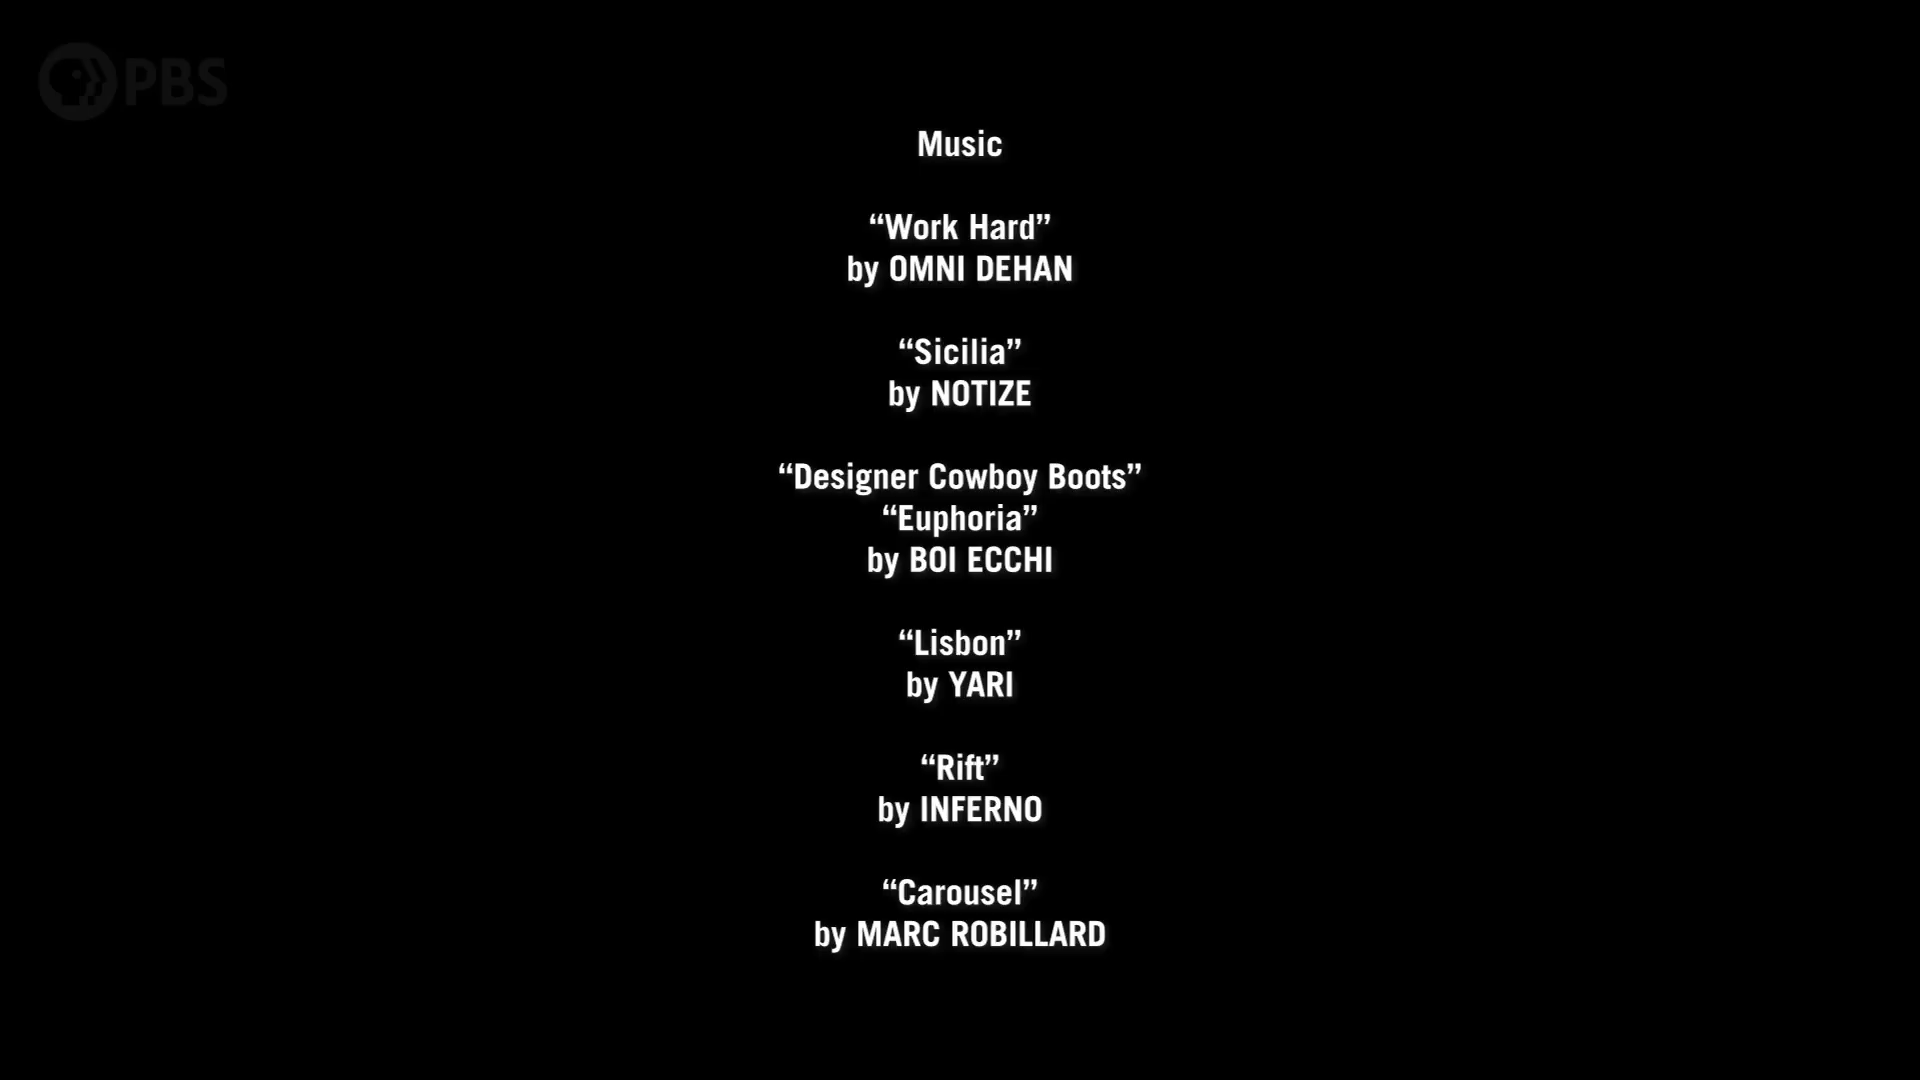 PBS
Music
“Work Hard”
by OMNI DEHAN
“Sicilia”
by NOTIZE
“Designer Cowboy Boots”
“Euphoria”
by BOI ECCHI
“Lisbon”
by YARI
“Rift”
by INFERNO
“Carousel”
by MARC ROBILLARD